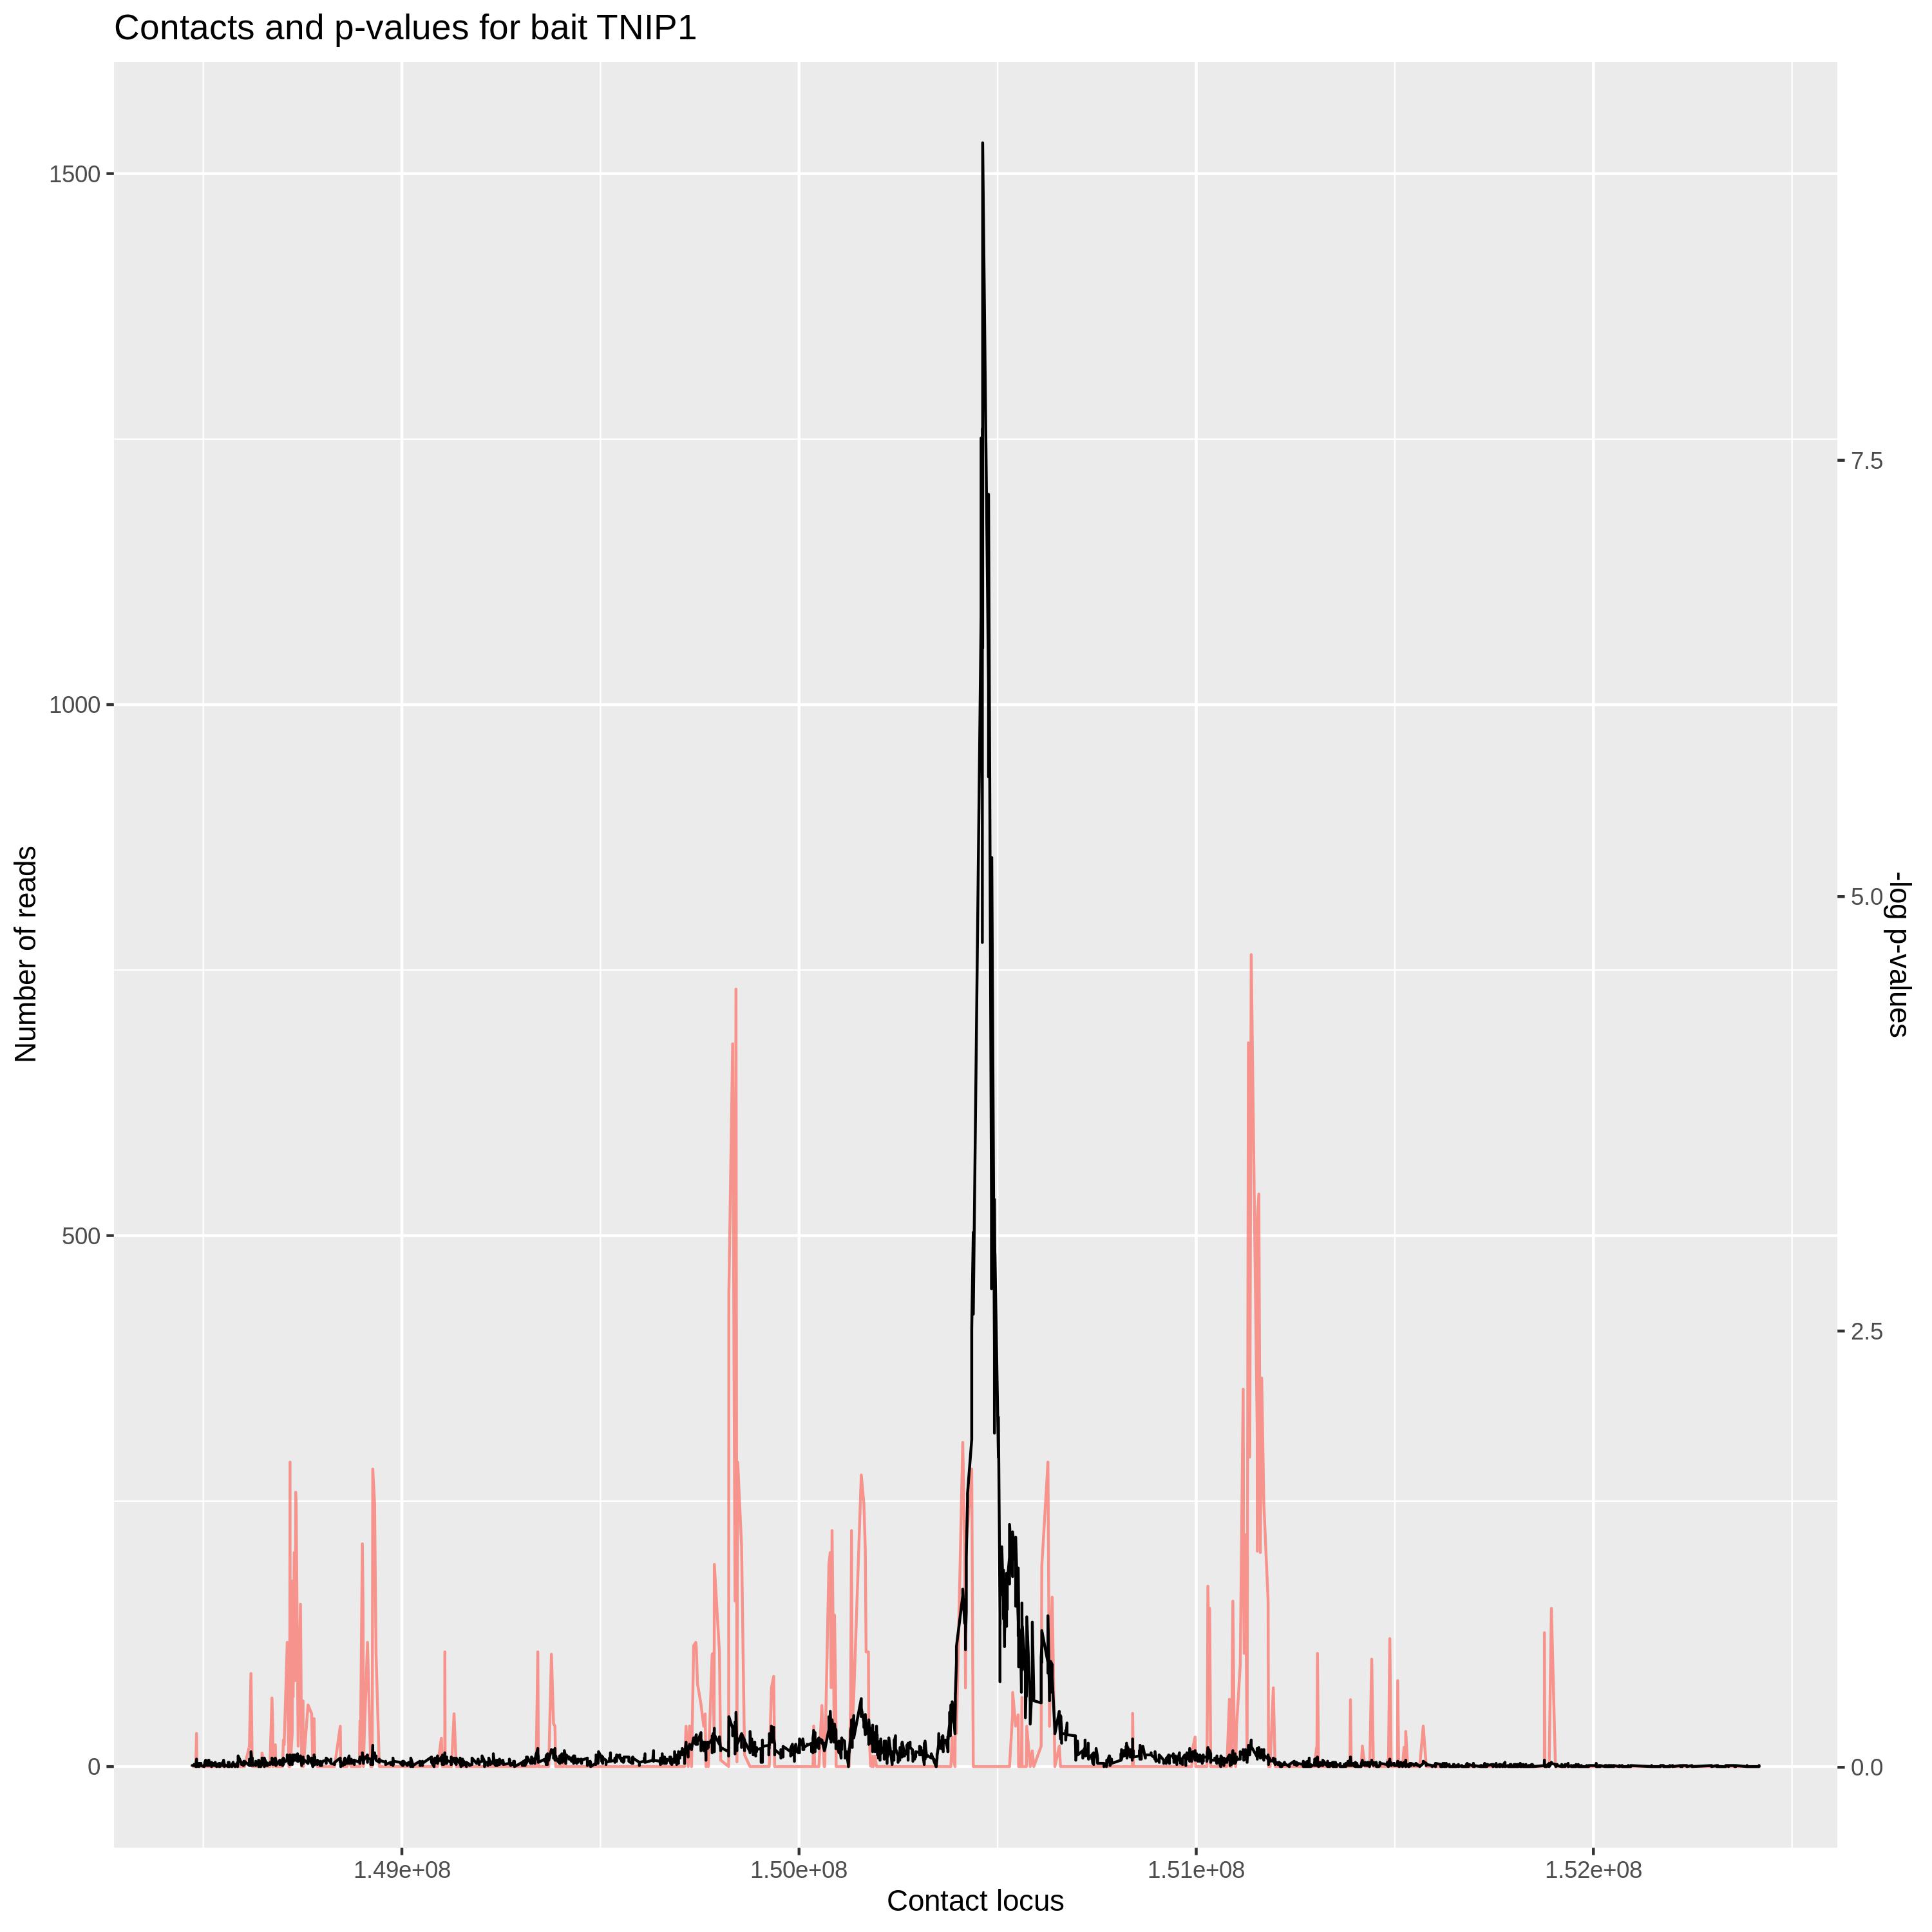 Contacts and p-values for bait TNIP1
1500
1000
500
0
Number of reads
7.5
5.0
2.5
0.0
-log p-values
1.49e+08
1.50e+08
1.51e+08
1.52e+08
Contact locus